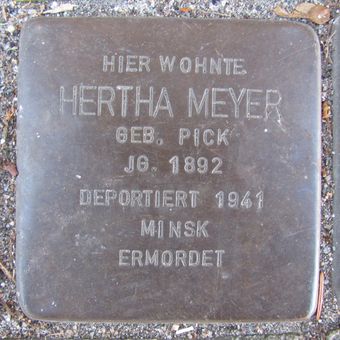 HIER WOHNTE
HERTHA MEYER
GEB. PICK
JG. 1892
DEPORTIERT 1941
MINSK
ERMORDET